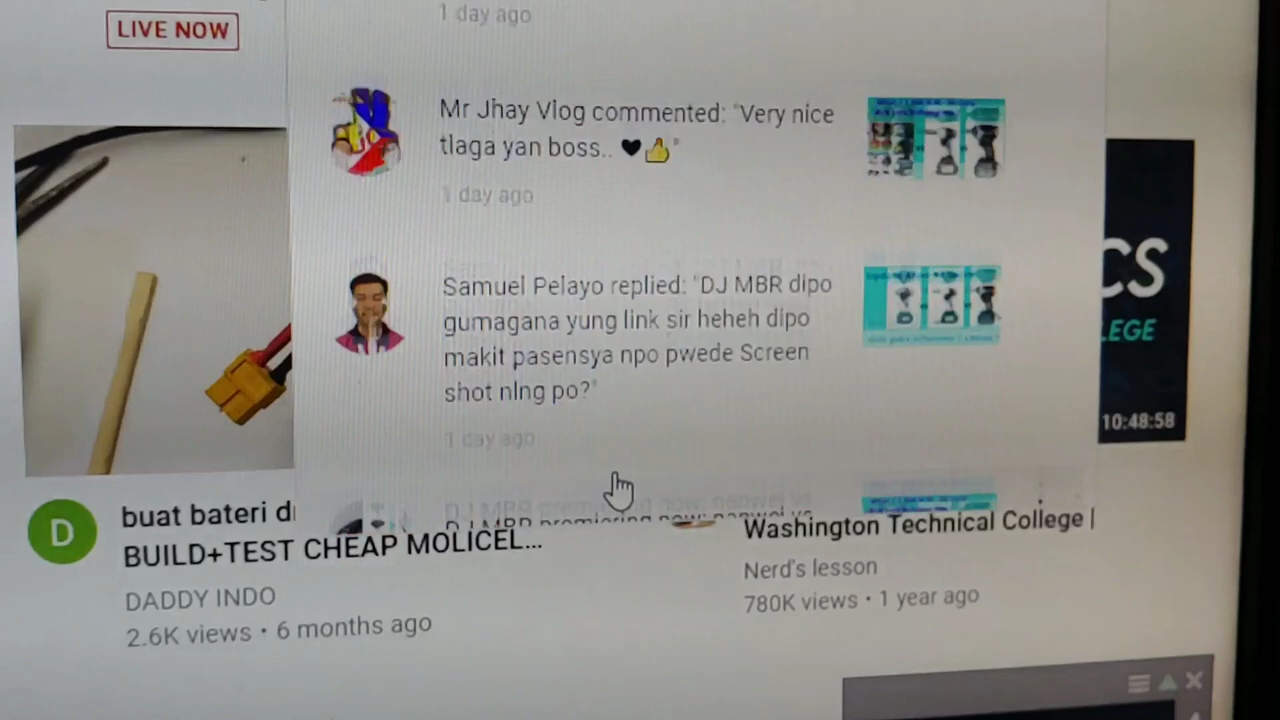 1 day ago
LIVE NOW
Mr Jhay Vlog commented: "Very nice
tlaga yan boss.. 🖤👍"
1 day ago
Samuel Pelayo replied: "DJ MBR dipo
gumagana yung link sir heheh dipo
makit pasensya npo pwede Screen
shot nlng po?"
1 day ago
CS
LEGE
10:48:58
D
buat bateri d
BUILD+TEST CHEAP MOLICEL...
DADDY INDO
2.6K views • 6 months ago
DJ MBR
Washington Technical College |
Nerd's lesson
780K views • 1 year ago